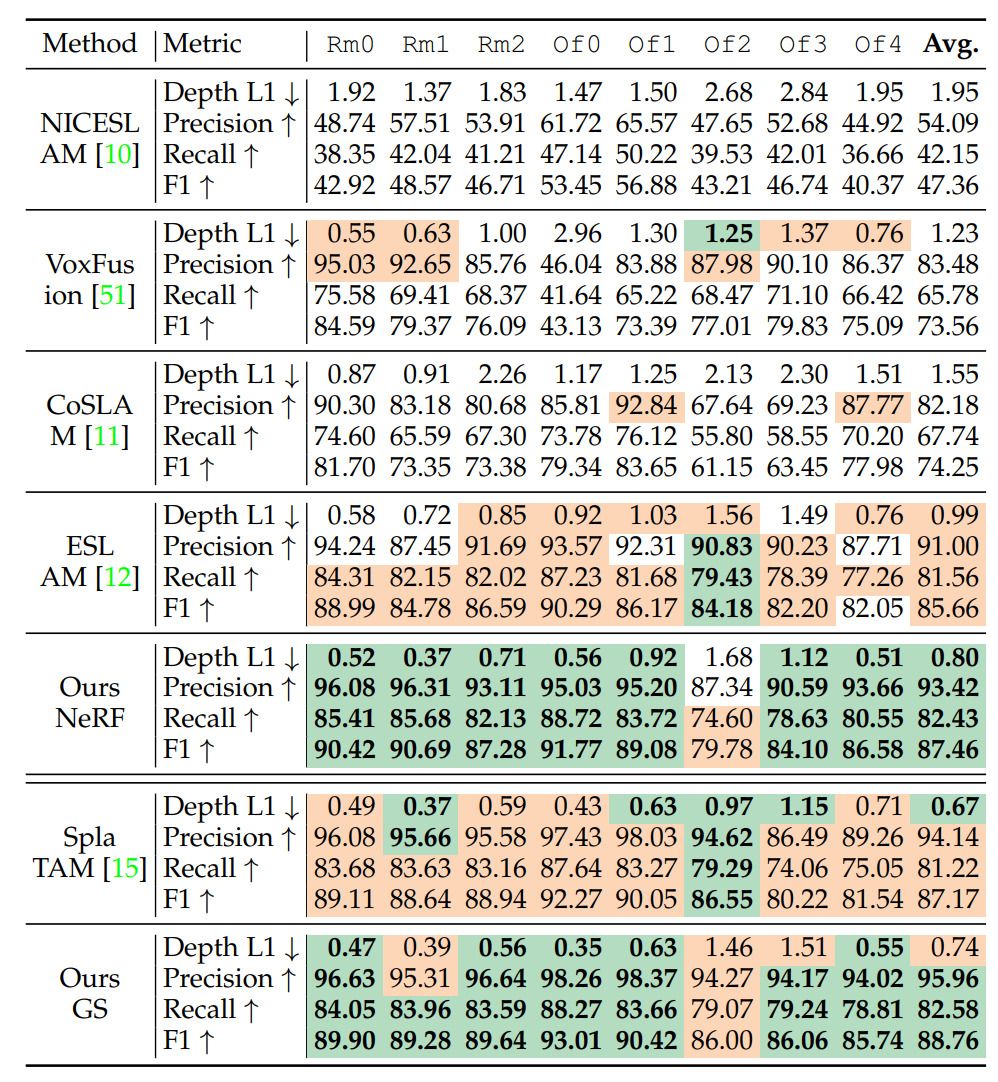 Method Metric Rm0 Rm1 Rm2 Of0 Of1 Of2 Of3 Of4 Avg.
Depth L1 ↓ 1.92 1.37 1.83 1.47 1.50 2.68 2.84 1.95 1.95
NICESL Precision ↑ 48.74 57.51 53.91 61.72 65.57 47.65 52.68 44.92 54.09
AM [10] Recall ↑ 38.35 42.04 41.21 47.14 50.22 39.53 42.01 36.66 42.15
F1 ↑ 42.92 48.57 46.71 53.45 56.88 43.21 46.74 40.37 47.36
Depth L1 ↓ 0.55 0.63 1.00 2.96 1.30 1.25 1.37 0.76 1.23
VoxFus Precision ↑ 95.03 92.65 85.76 46.04 83.88 87.98 90.10 86.37 83.48
ion [51] Recall ↑ 75.58 69.41 68.37 41.64 65.22 68.47 71.10 66.42 65.78
F1 ↑ 84.59 79.37 76.09 43.13 73.39 77.01 79.83 75.09 73.56
Depth L1 ↓ 0.87 0.91 2.26 1.17 1.25 2.13 2.30 1.51 1.55
CoSLA Precision ↑ 90.30 83.18 80.68 85.81 92.84 67.64 69.23 87.77 82.18
M [11] Recall ↑ 74.60 65.59 67.30 73.78 76.12 55.80 58.55 70.20 67.74
F1 ↑ 81.70 73.35 73.38 79.34 83.65 61.15 63.45 77.98 74.25
Depth L1 ↓ 0.58 0.72 0.85 0.92 1.03 1.56 1.49 0.76 0.99
ESL Precision ↑ 94.24 87.45 91.69 93.57 92.31 90.83 90.23 87.71 91.00
AM [12] Recall ↑ 84.31 82.15 82.02 87.23 81.68 79.43 78.39 77.26 81.56
F1 ↑ 88.99 84.78 86.59 90.29 86.17 84.18 82.20 82.05 85.66
Depth L1 ↓ 0.52 0.37 0.71 0.56 0.92 1.68 1.12 0.51 0.80
Ours Precision ↑ 96.08 96.31 93.11 95.03 95.20 87.34 90.59 93.66 93.42
NeRF Recall ↑ 85.41 85.68 82.13 88.72 83.72 74.60 78.63 80.55 82.43
F1 ↑ 90.42 90.69 87.28 91.77 89.08 79.78 84.10 86.58 87.46
Depth L1 ↓ 0.49 0.37 0.59 0.43 0.63 0.97 1.15 0.71 0.67
Spla Precision ↑ 96.08 95.66 95.58 97.43 98.03 94.62 86.49 89.26 94.14
TAM [15] Recall ↑ 83.68 83.63 83.16 87.64 83.27 79.29 74.06 75.05 81.22
F1 ↑ 89.11 88.64 88.94 92.27 90.05 86.55 80.22 81.54 87.17
Depth L1 ↓ 0.47 0.39 0.56 0.35 0.63 1.46 1.51 0.55 0.74
Ours Precision ↑ 96.63 95.31 96.64 98.26 98.37 94.27 94.17 94.02 95.96
GS Recall ↑ 84.05 83.96 83.59 88.27 83.66 79.07 79.24 78.81 82.58
F1 ↑ 89.90 89.28 89.64 93.01 90.42 86.00 86.06 85.74 88.76